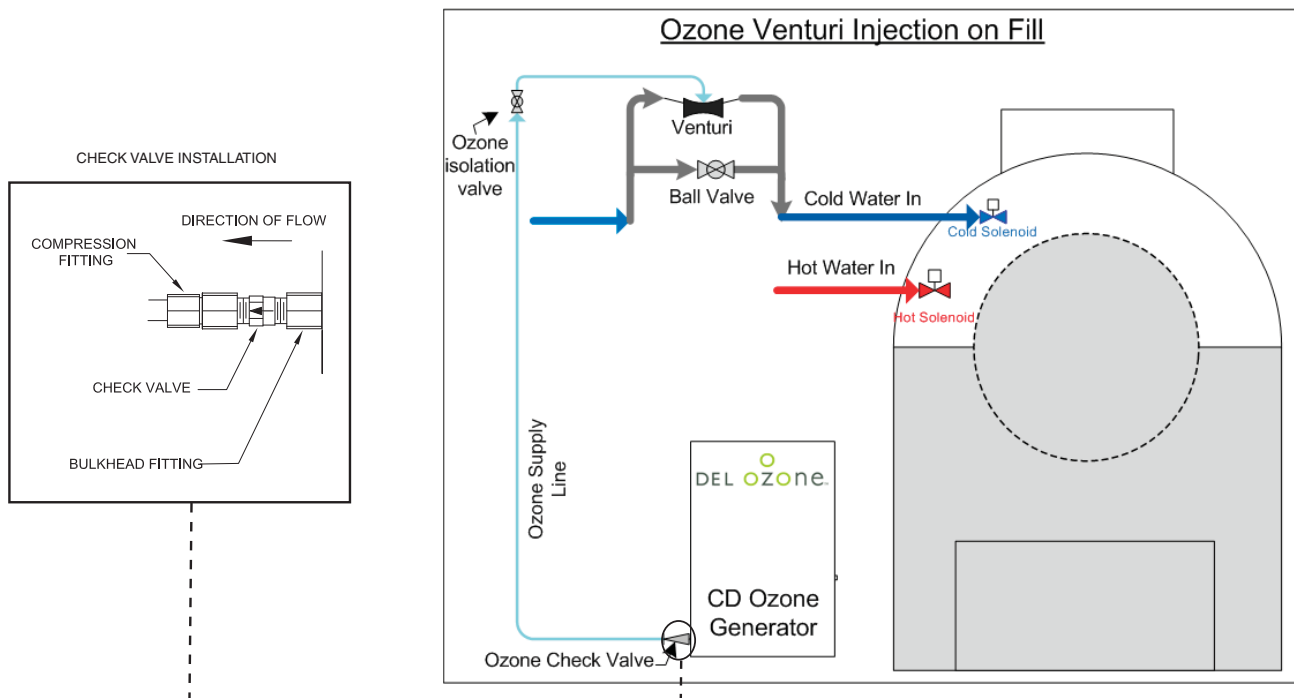 CHECK VALVE INSTALLATION
DIRECTION OF FLOW
COMPRESSION
FITTING
CHECK VALVE
BULKHEAD FITTING
Ozone Venturi Injection on Fill
Ozone
isolation
valve
Venturi
Ball Valve
Cold Water In
Cold Solenoid
Hot Water In
Hot Solenoid
Ozone Supply
Line
DEL ozone™
CD Ozone
Generator
Ozone Check Valve